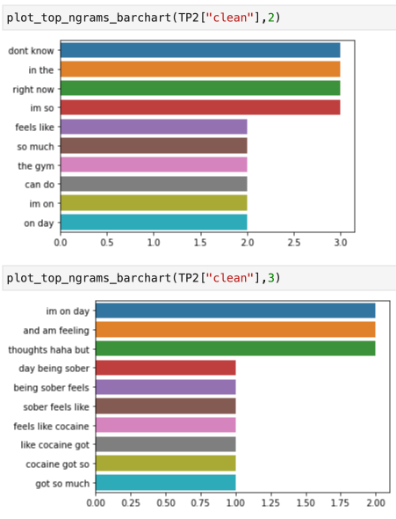 plot_top_ngrams_barchart(TP2["clean"],2)
dont know
in the
right now
im so
feels like
so much
the gym
can do
im on
on day
0.0 0.5 1.0 1.5 2.0 2.5 3.0
plot_top_ngrams_barchart(TP2["clean"],3)
im on day
and am feeling
thoughts haha but
day being sober
being sober feels
sober feels like
feels like cocaine
like cocaine got
cocaine got so
got so much
0.00 0.25 0.50 0.75 1.00 1.25 1.50 1.75 2.00